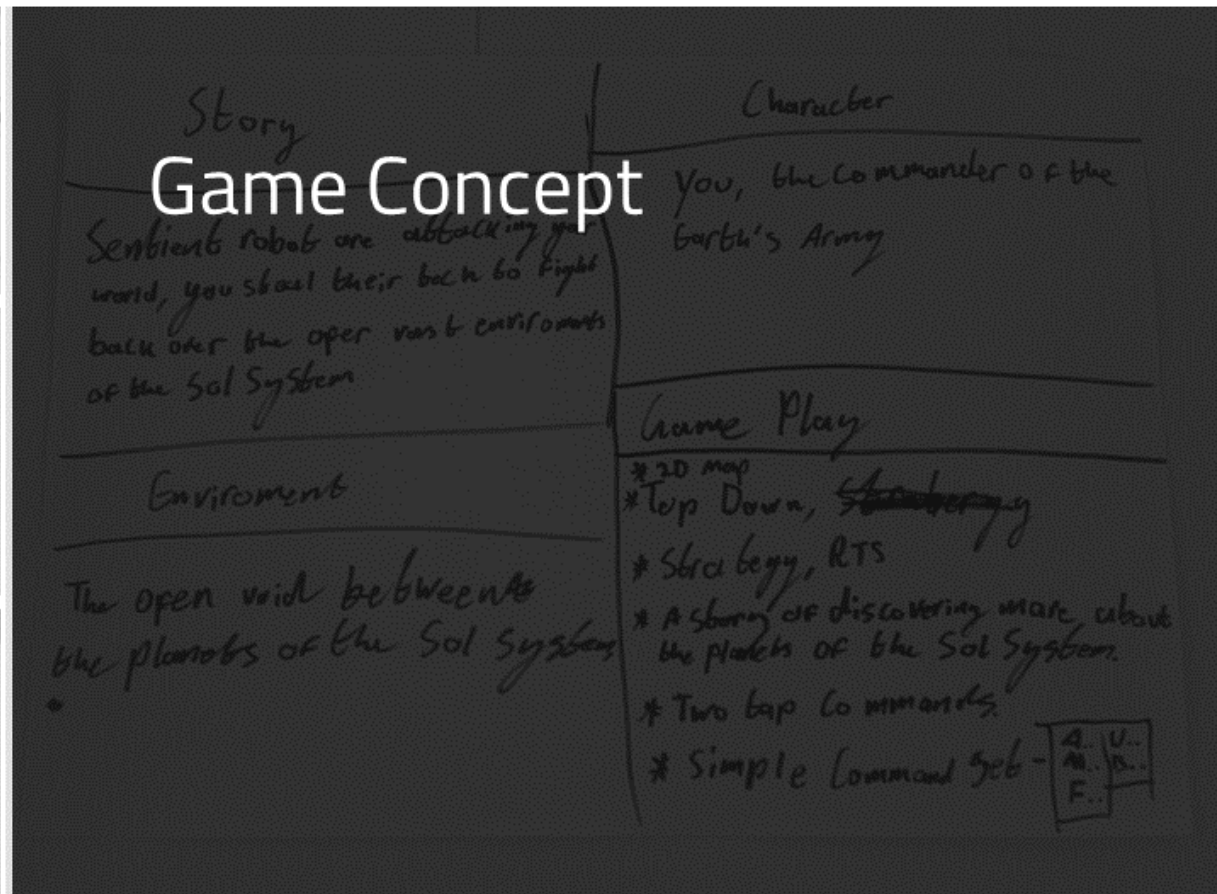 Game Concept
Story
Sentient robot are attacking your
world, you steal their tech to fight
back over the open vast enviroments
of the Sol System
Enviroment
The open void between
the planets of the Sol System
Character
You, the Commander of the
Earth's Army
Game Play
* 2D Map
* Top Down,
* Strategy, RTS
* A story of discovering more about
the planets of the Sol System.
* Two tap Commands.
* Simple Command set -
A.. U..
M.. B..
F..